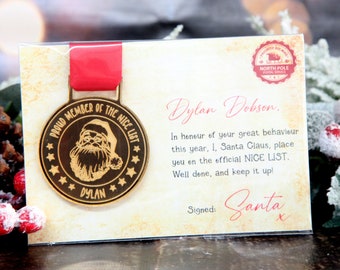 PROUD MEMBER OF THE NICE LIST
DYLAN
NORTH POLE
Dylan Dobson,
In honour of your great behaviour
this year, I, Santa Claus, place
you on the official NICE LIST.
Well done, and keep it up!
Signed: Santa
x